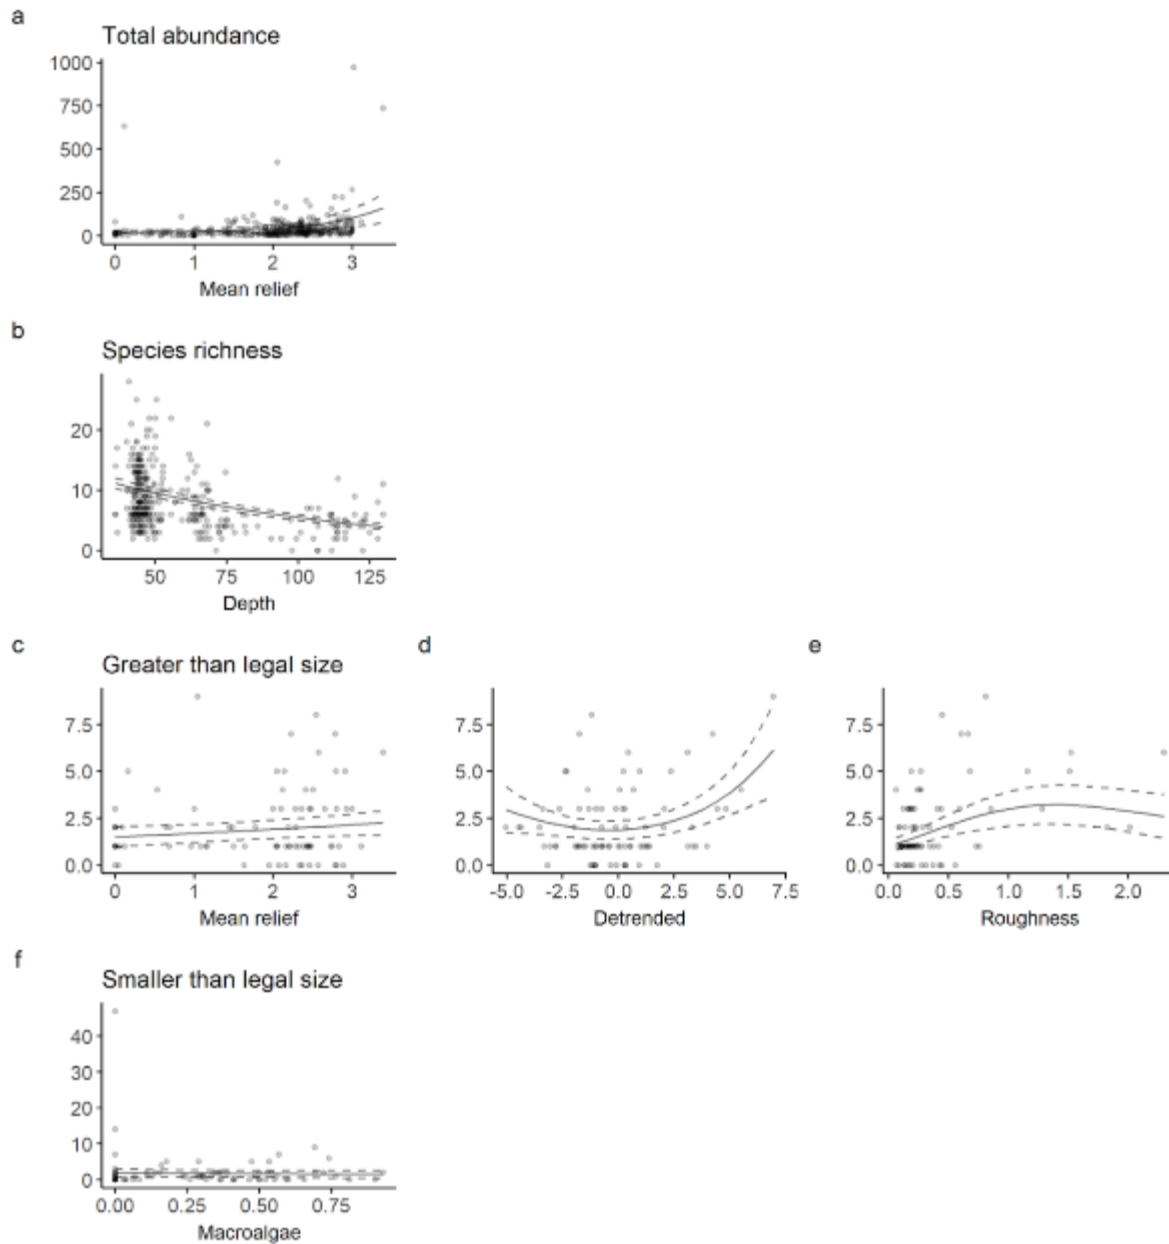 a
Total abundance
1000
750
500
250
0
0 1 2 3
Mean relief
b
Species richness
20
10
0
50 75 100 125
Depth
c d e
Greater than legal size
7.5 7.5 7.5
5.0 5.0 5.0
2.5 2.5 2.5
0.0 0.0 0.0
0 1 2 3 -5.0 -2.5 0.0 2.5 5.0 7.5 0.0 0.5 1.0 1.5 2.0
Mean relief Detrended Roughness
f
Smaller than legal size
40
30
20
10
0
0.00 0.25 0.50 0.75
Macroalgae